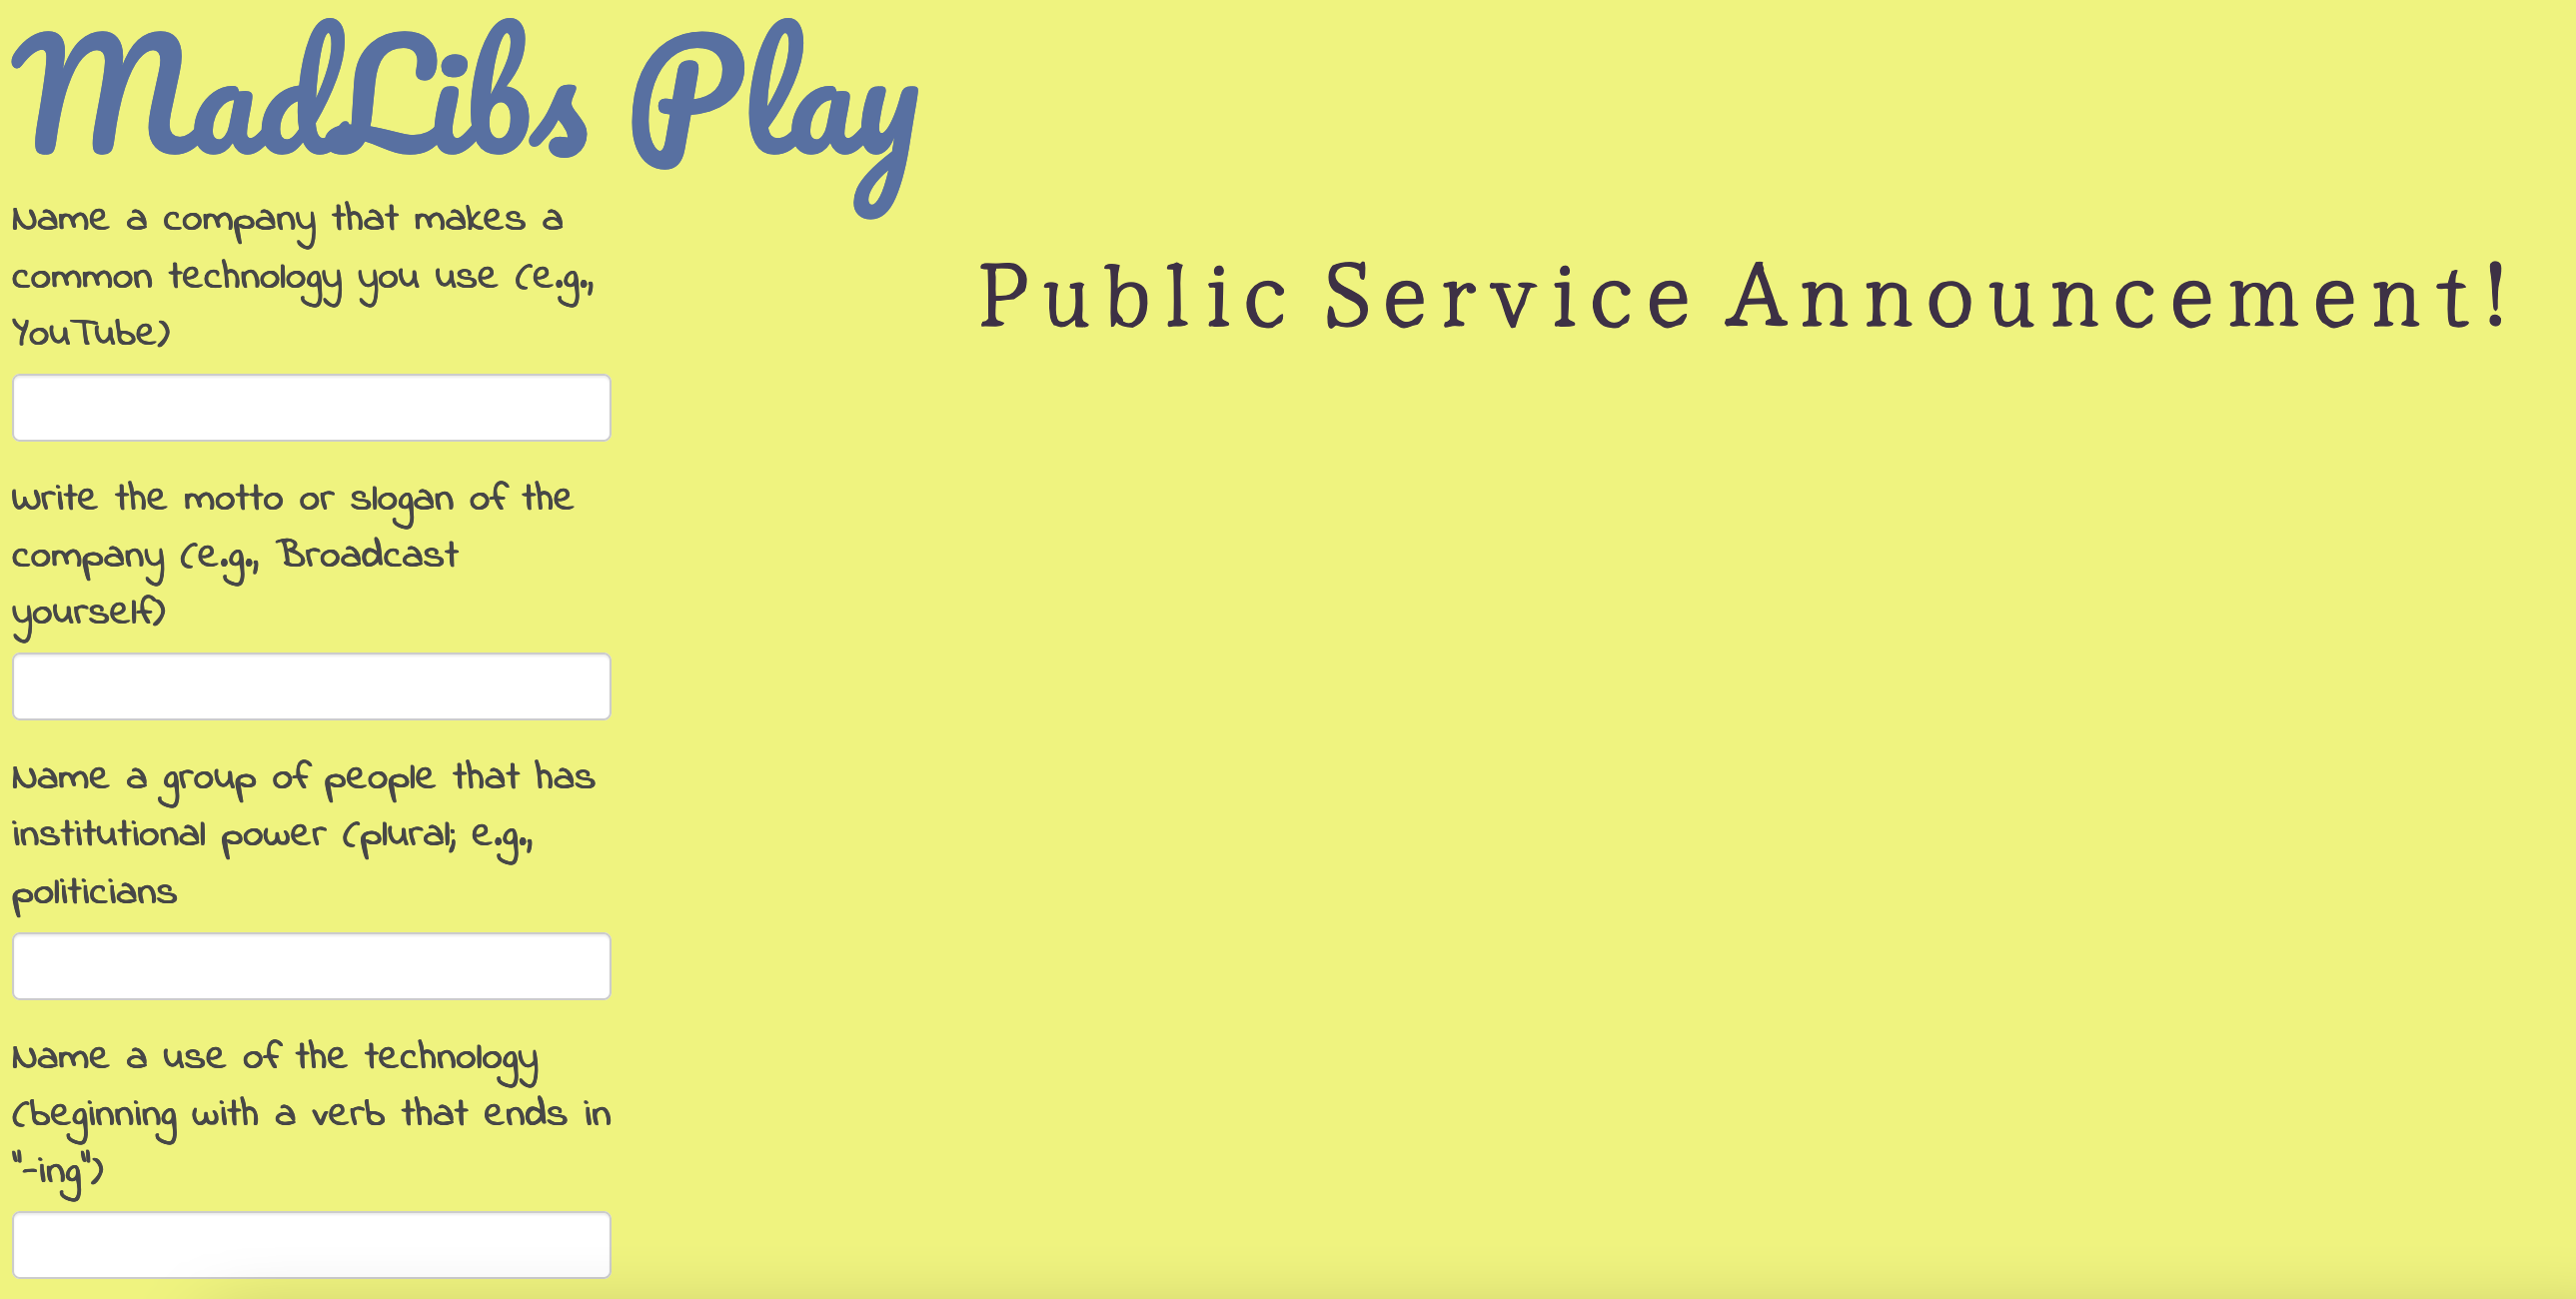 MadLibs Play
Name a company that makes a
common technology you use (e.g.,
YouTube)
Public Service Announcement!
write the motto or slogan of the
company (e.g., Broadcast
yourself)
Name a group of people that has
institutional power (plural; e.g.,
politicians
Name a use of the technology
(beginning with a verb that ends in
"-ing")